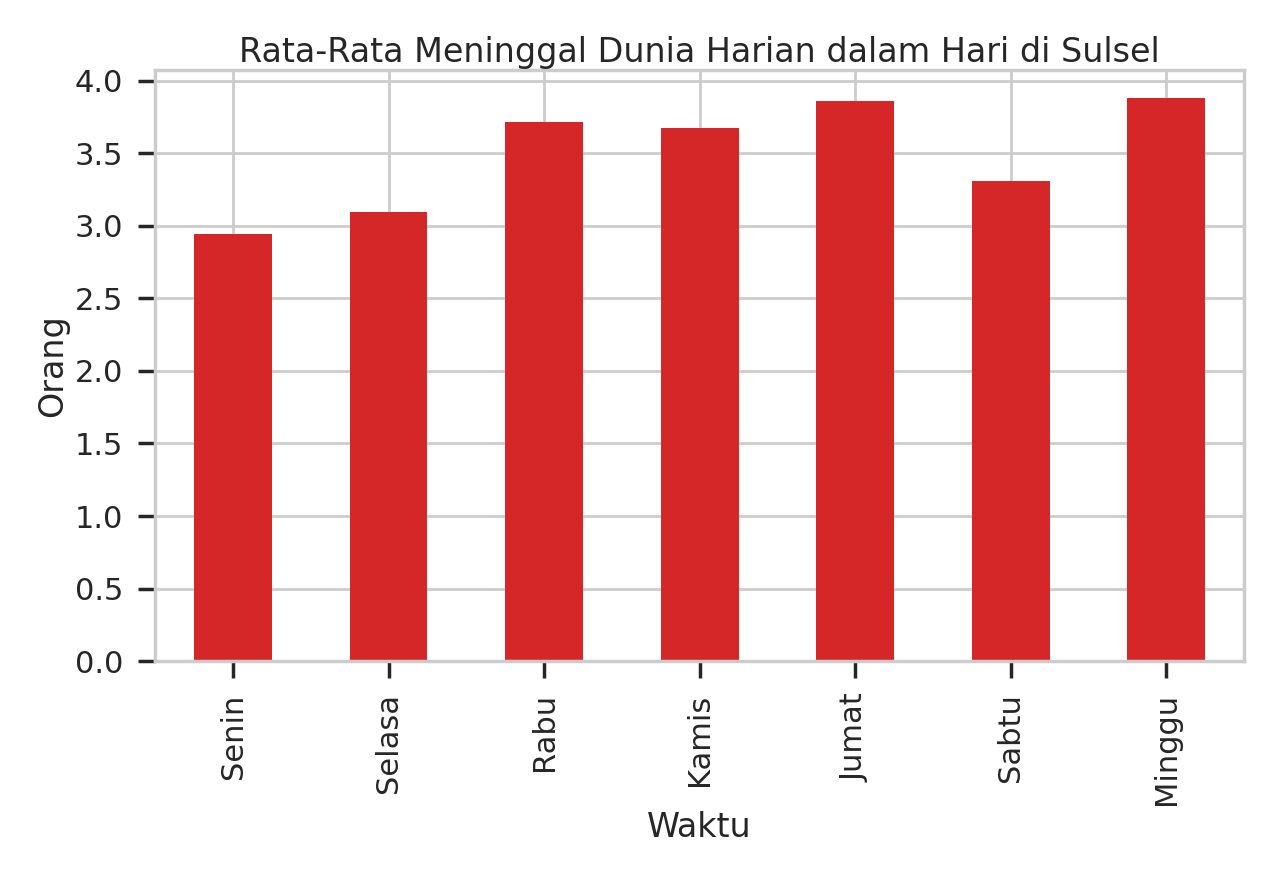 Rata-Rata Meninggal Dunia Harian dalam Hari di Sulsel
4.0
3.5
3.0
2.5
2.0
1.5
1.0
0.5
0.0
Orang
Senin
Selasa
Rabu
Kamis
Jumat
Sabtu
Minggu
Waktu